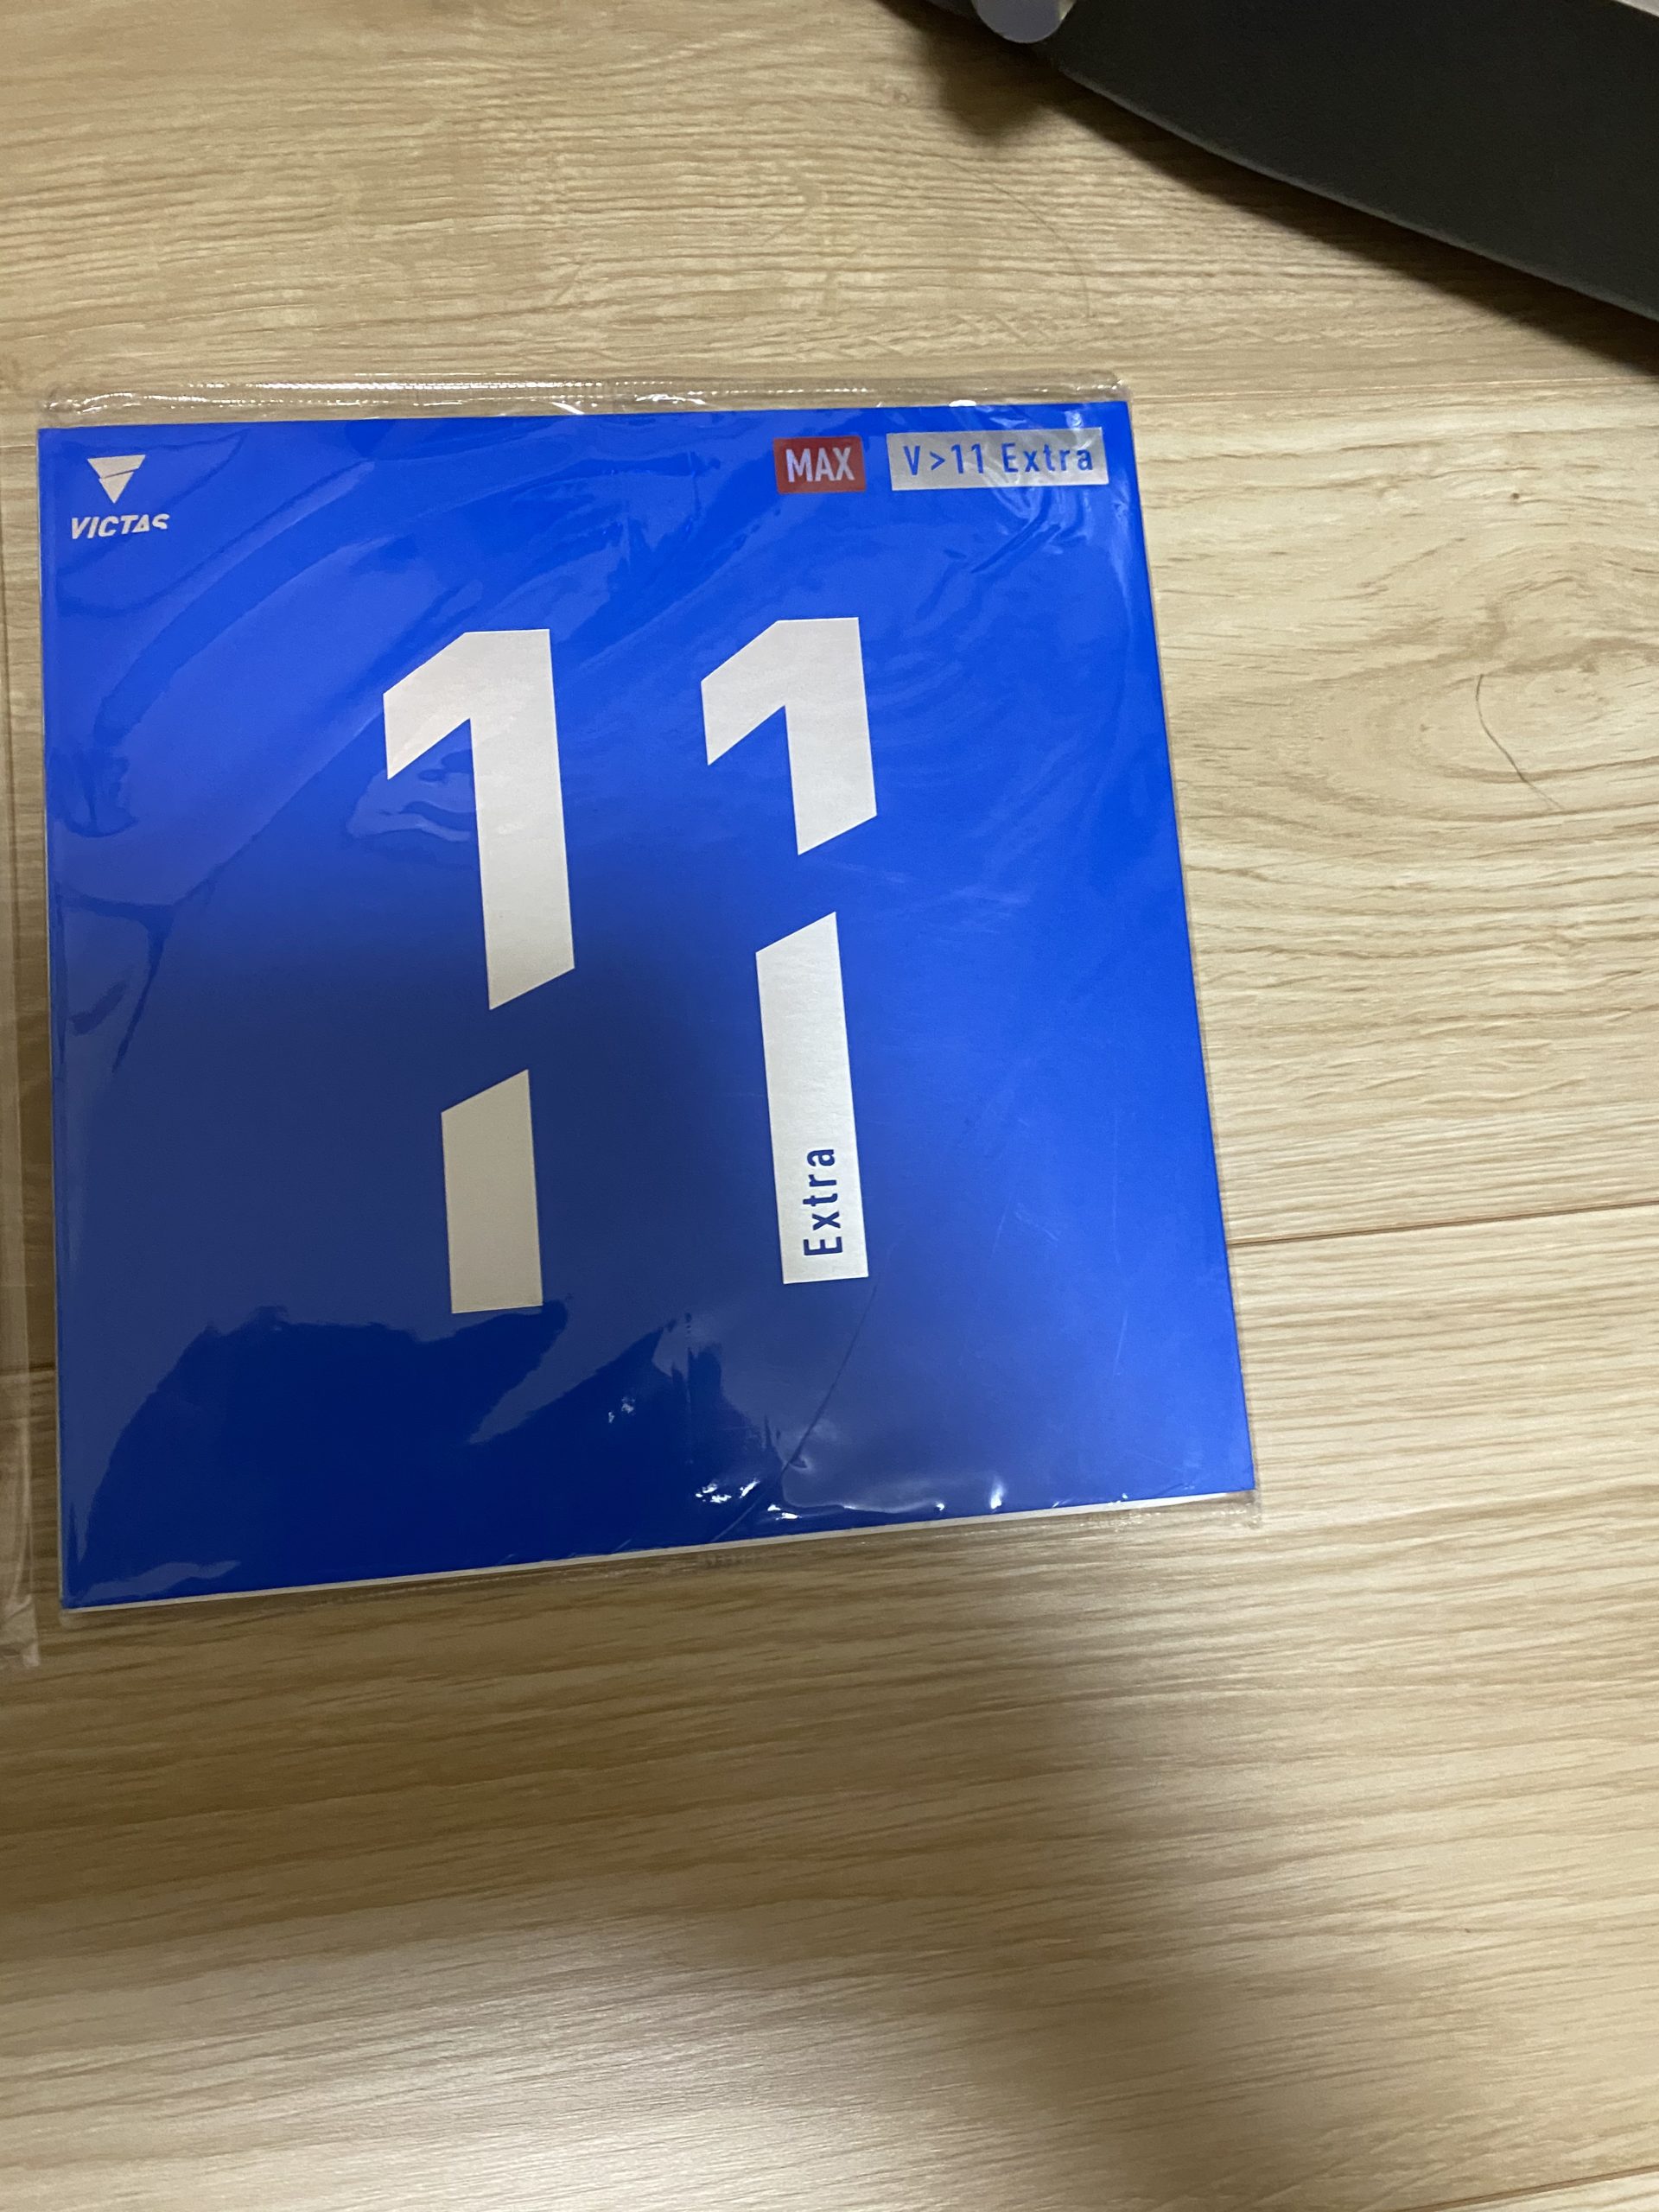 VICTAS
MAX
V>11 Extra
11
Extra